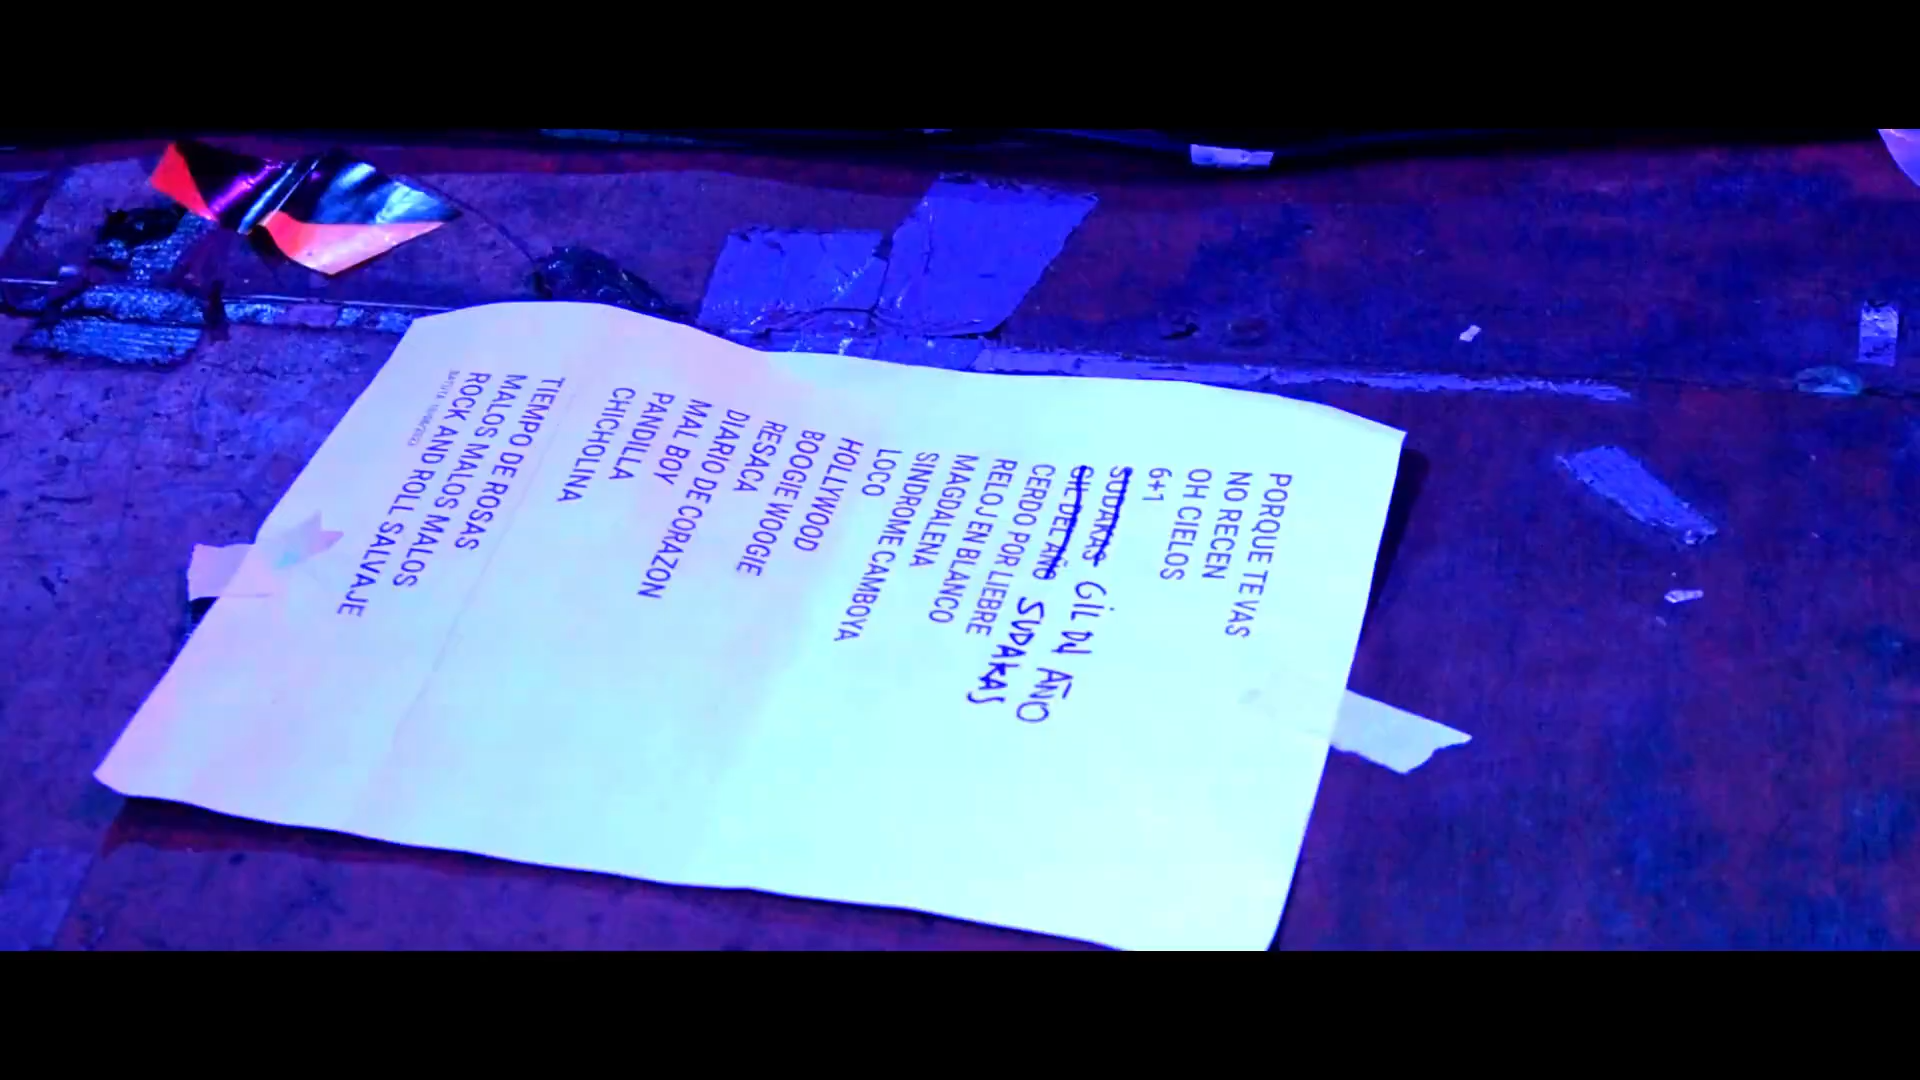 PORQUE TE VAS
NO RECEN
OH CIELOS
6+1
SUDAKAS GIL DEL AÑO
GIL DEL AÑO SUDAKAS
CERDO POR LIEBRE
RELOJ EN BLANCO
MAGDALENA
SINDROME CAMBOYA
LOCO
HOLLYWOOD
BOOGIE WOOGIE
RESACA
DIARIO DE CORAZON
MAL BOY
PANDILLA
CHICHOLINA
TIEMPO DE ROSAS
MALOS MALOS MALOS
ROCK AND ROLL SALVAJE